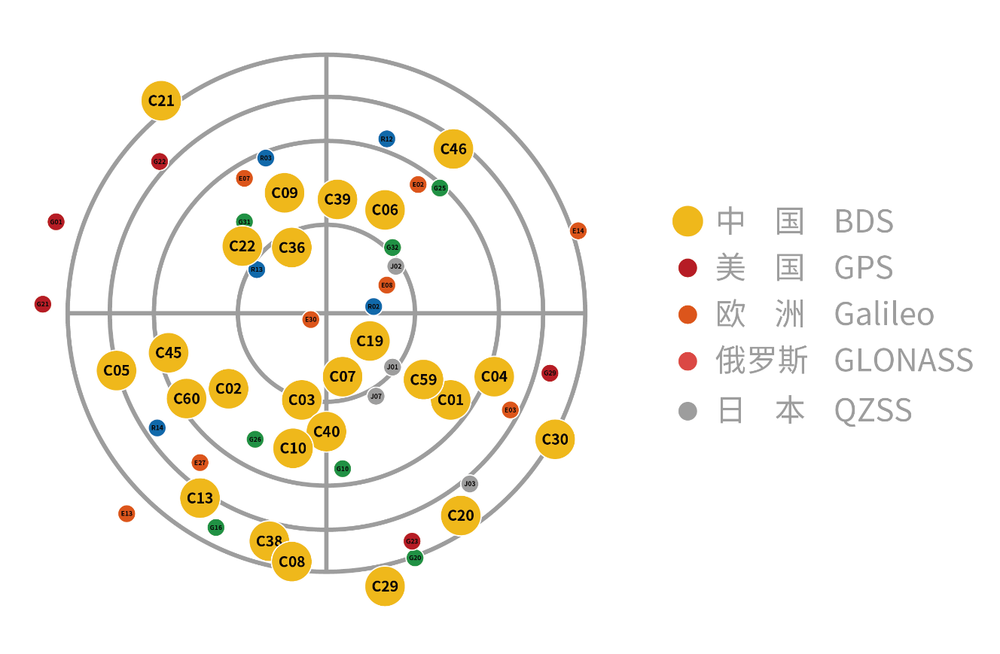 C21
R12
C46
R03
G22
E07
E02
G25
C09
C39
C06
G01
G31
E14
C22
C36
G32
J02
R13
E08
G21
R02
E30
C19
C45
J01
C05
G29
C07
C04
C59
C02
J07
C60
C03
C01
E03
R14
C40
G26
C30
C10
E27
G10
J03
C13
E13
C20
G16
C38
G23
G20
C08
C29
中 国 BDS
美 国 GPS
欧 洲 Galileo
俄罗斯 GLONASS
日 本 QZSS